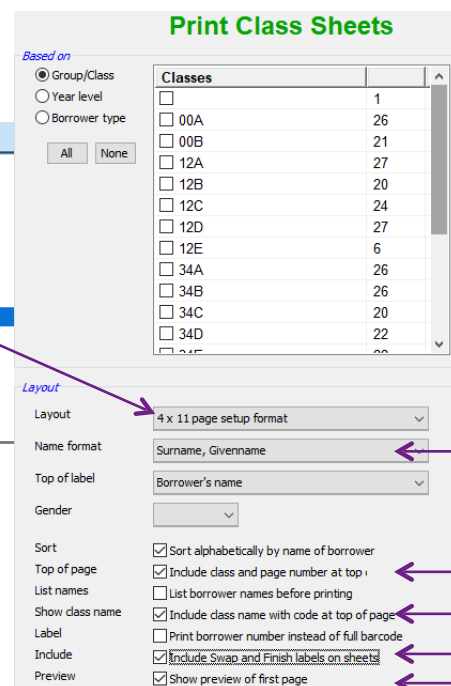 Print Class Sheets
Based on
Group/Class
Year level
Borrower type
All None
Classes
1
00A 26
00B 21
12A 27
12B 20
12C 24
12D 27
12E 6
34A 26
34B 26
34C 20
34D 22
Layout
Layout 4 x 11 page setup format
Name format Surname, Givenname
Top of label Borrower's name
Gender
Sort Sort alphabetically by name of borrower
Top of page Include class and page number at top
List names before printing
Show class name Include class name with code at top of page
Label Print borrower number instead of full barcode
Include Include Swap and Finish labels on sheets
Preview Show preview of first page